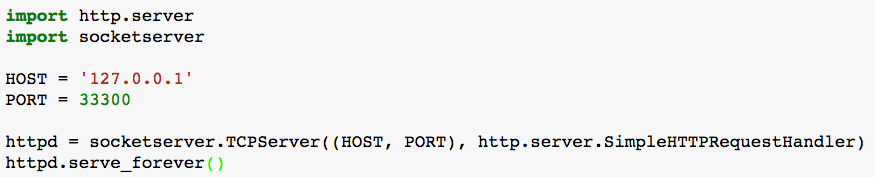 import http.server
import socketserver
HOST = '127.0.0.1'
PORT = 33300
httpd = socketserver.TCPServer((HOST, PORT), http.server.SimpleHTTPRequestHandler)
httpd.serve_forever()